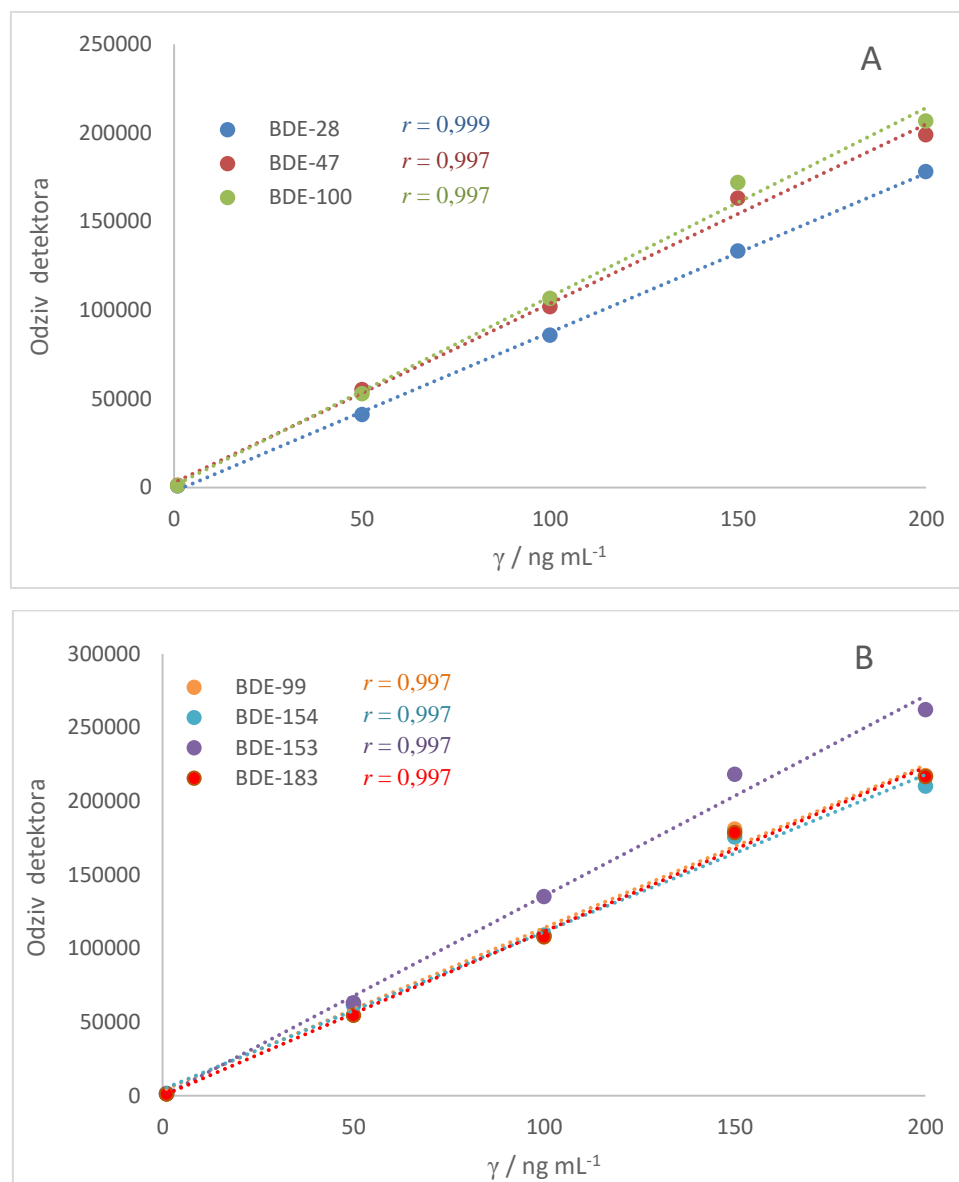 A
250000
200000
150000
100000
50000
0
Odziv detektora
BDE-28 r = 0,999
BDE-47 r = 0,997
BDE-100 r = 0,997
0 50 100 150 200
γ / ng mL⁻¹
B
300000
250000
200000
150000
100000
50000
0
Odziv detektora
BDE-99 r = 0,997
BDE-154 r = 0,997
BDE-153 r = 0,997
BDE-183 r = 0,997
0 50 100 150 200
γ / ng mL⁻¹